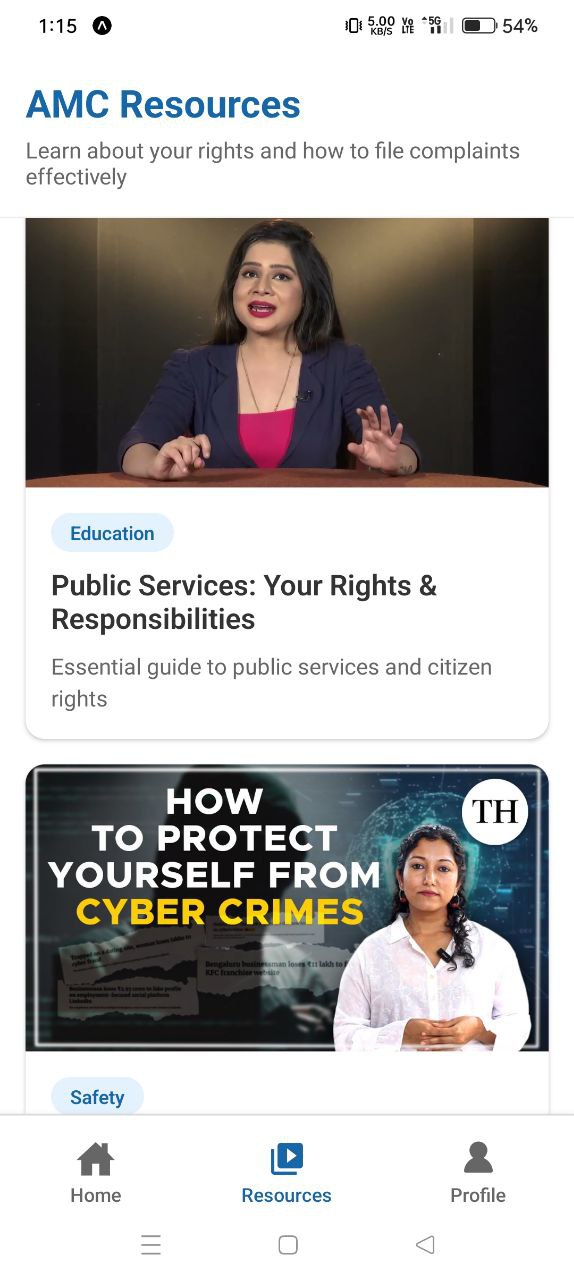 1:15
5.00 KB/S
Vo LTE
5G
54%
AMC Resources
Learn about your rights and how to file complaints
effectively
Education
Public Services: Your Rights &
Responsibilities
Essential guide to public services and citizen
rights
HOW
TO PROTECT
YOURSELF FROM
CYBER CRIMES
TH
Bengaluru businessman loses ₹11 lakh to
KFC franchise website
Safety
Home
Resources
Profile